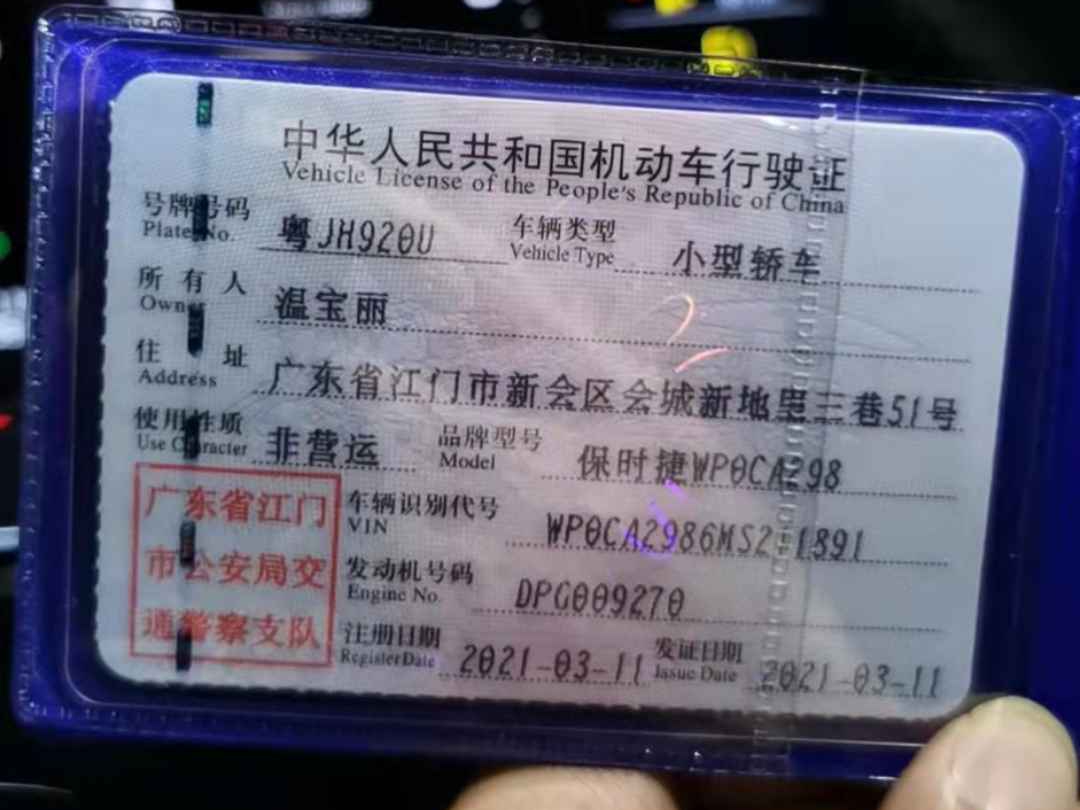 中华人民共和国机动车行驶证
Vehicle License of the People's Republic of China
号牌号码 粤JH920U 车辆类型 小型轿车
Plate No. Vehicle Type
所有人 温宝丽
Owner
住址 广东省江门市新会区会城新地里三巷51号
Address
使用性质 非营运 品牌型号 保时捷WP0CA298
Use Character Model
广东省江门
市公安局交
通警察支队
车辆识别代号
VIN WP0CA2986MS2 1891
发动机号码 DPG009270
Engine No.
注册日期 2021-03-11 发证日期 2021-03-11
Register Date Issue Date